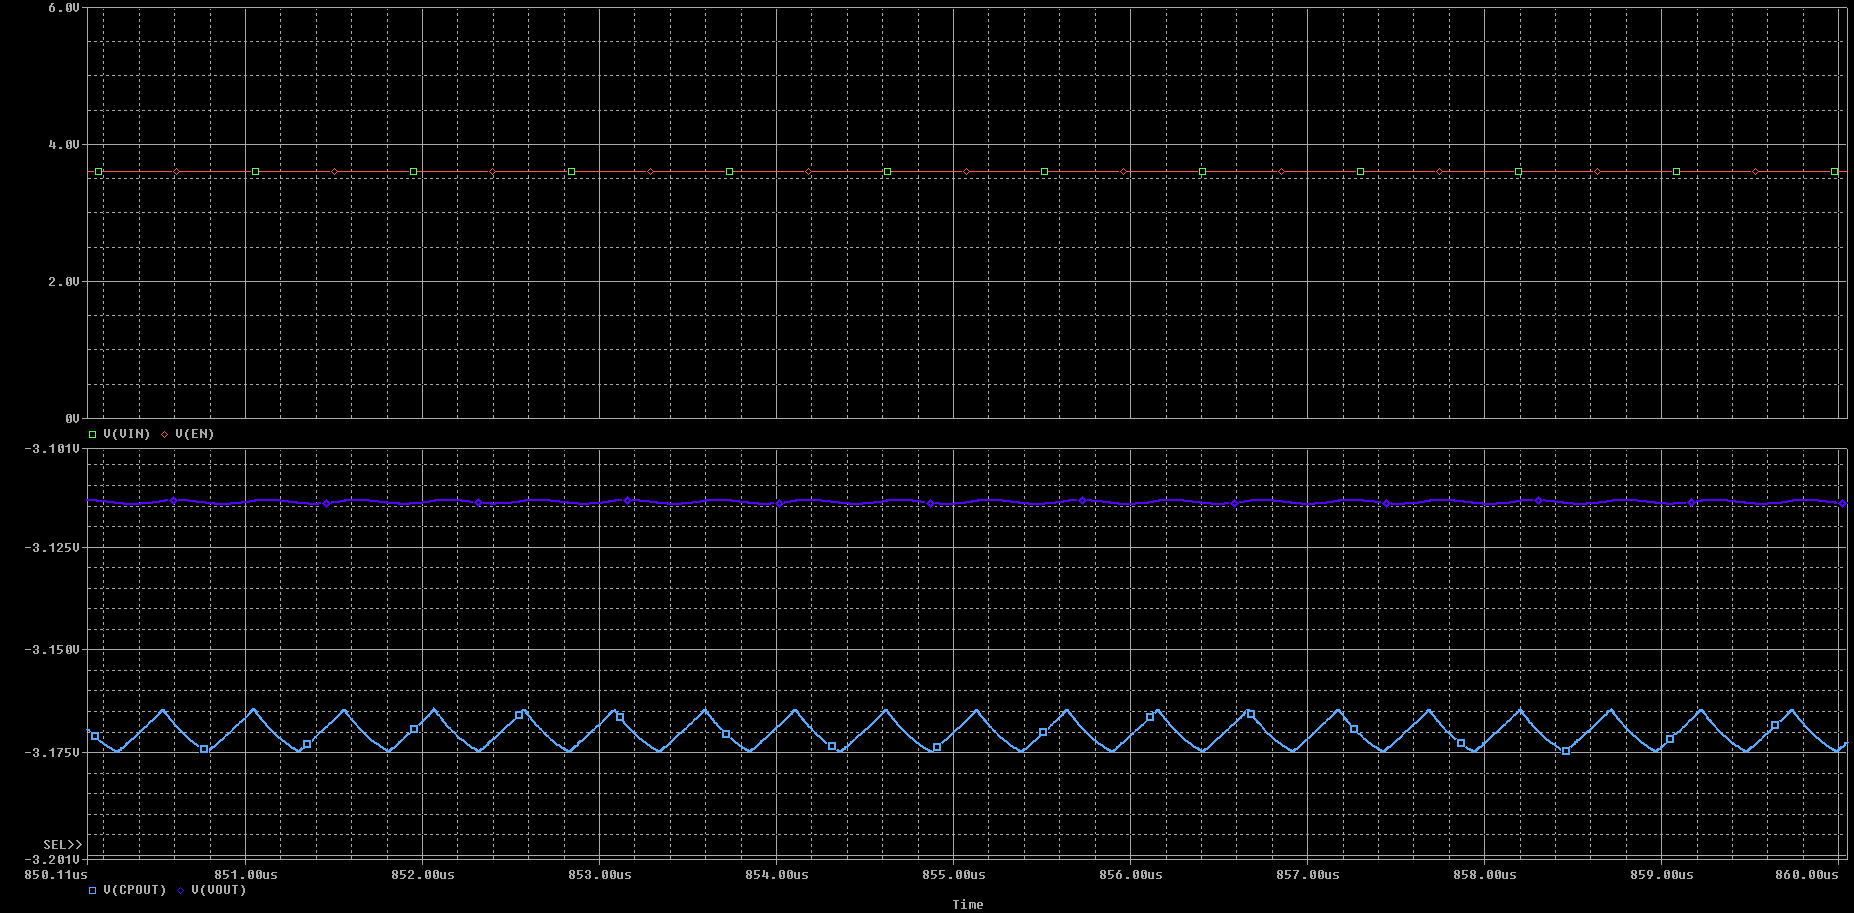 6.0V
4.0V
2.0V
0V
V(VIN) V(EN)
-3.101V
-3.125V
-3.150V
-3.175V
SEL>>
-3.201V
850.11us 851.00us 852.00us 853.00us 854.00us 855.00us 856.00us 857.00us 858.00us 859.00us 860.00us
V(CPOUT) V(VOUT)
Time